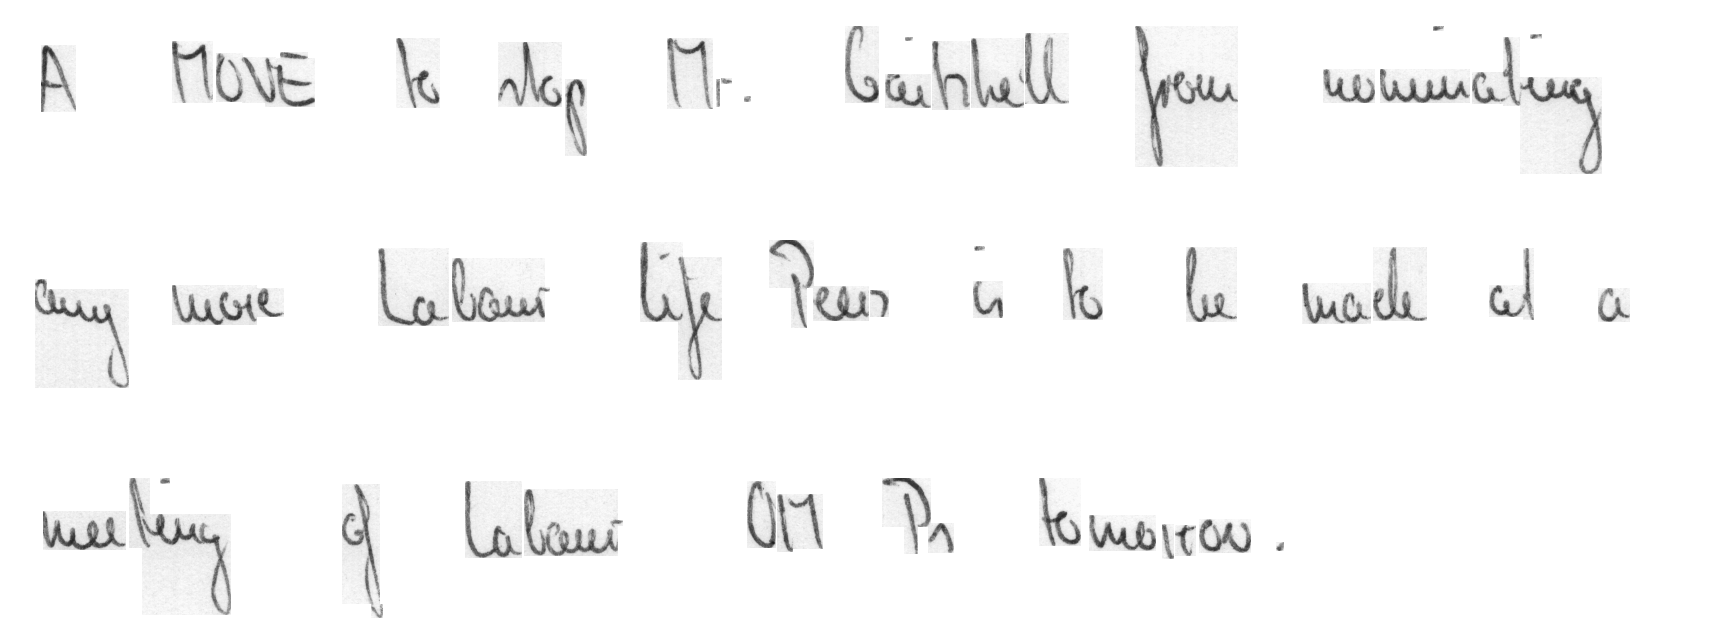 A MOVE to stop Mr. Gaitskell from nominating
any more Labour life Peers is to be made at a
meeting of Labour OM Ps tomorrow.